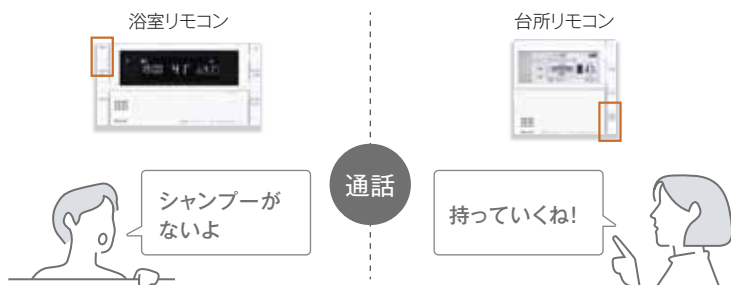 浴室リモコン
台所リモコン
通話
シャンプーが
ないよ
持っていくね!